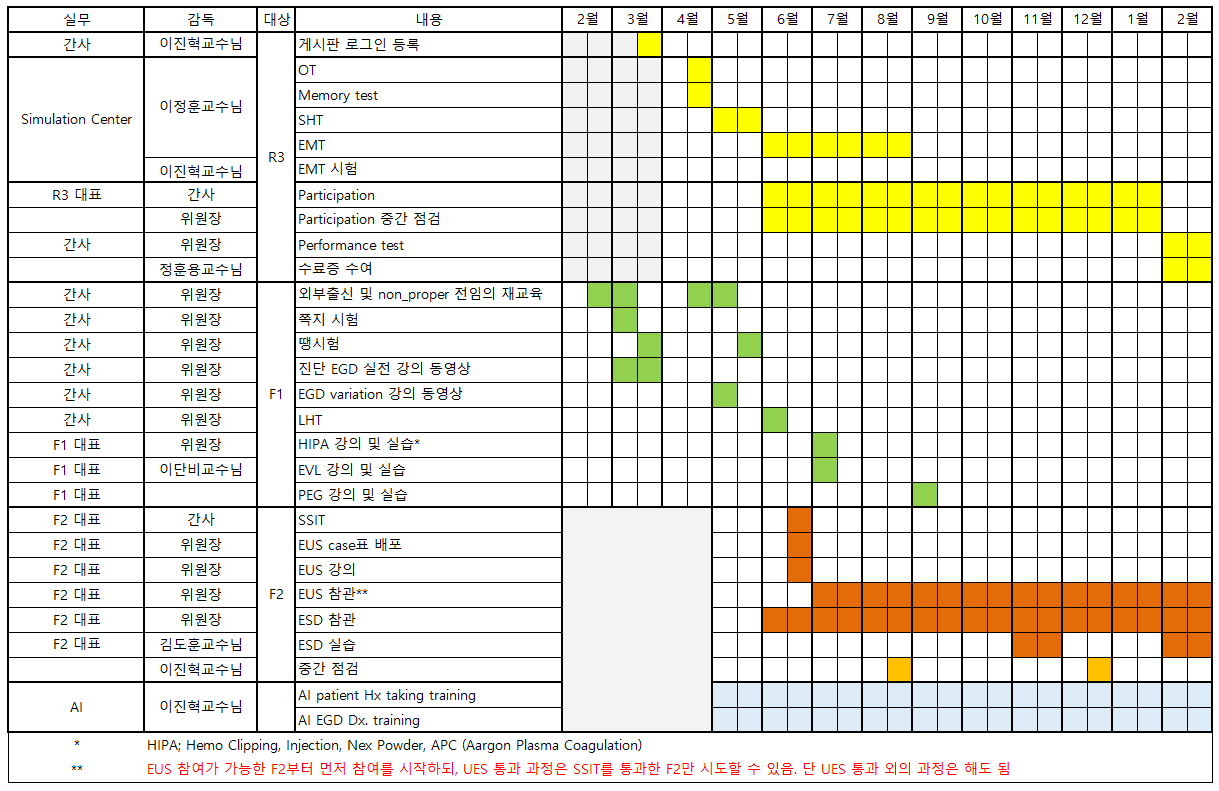 실무 감독 대상 내용 2월 3월 4월 5월 6월 7월 8월 9월 10월 11월 12월 1월 2월
간사 이진혁교수님 게시판 로그인 등록
OT
Memory test
Simulation Center 이정훈교수님 SHT
EMT
R3
이진혁교수님 EMT 시험
R3 대표 간사 Participation
위원장 Participation 중간 점검
간사 위원장 Performance test
정훈용교수님 수료증 수여
간사 위원장 외부출신 및 non_proper 전임의 재교육
간사 위원장 쪽지 시험
간사 위원장 땡시험
간사 위원장 진단 EGD 실전 강의 동영상
간사 위원장 F1 EGD variation 강의 동영상
간사 위원장 LHT
F1 대표 위원장 HIPA 강의 및 실습*
F1 대표 이단비교수님 EVL 강의 및 실습
F1 대표 PEG 강의 및 실습
F2 대표 간사 SSIT
F2 대표 위원장 EUS case표 배포
F2 대표 위원장 EUS 강의
F2 대표 위원장 F2 EUS 참관**
F2 대표 위원장 ESD 참관
F2 대표 김도훈교수님 ESD 실습
이진혁교수님 중간 점검
AI 이진혁교수님 AI patient Hx taking training
AI EGD Dx. training
* HIPA; Hemo Clipping, Injection, Nex Powder, APC (Aargon Plasma Coagulation)
** EUS 참여가 가능한 F2부터 먼저 참여를 시작하되, UES 통과 과정은 SSIT를 통과한 F2만 시도할 수 있음. 단 UES 통과 외의 과정은 해도 됨